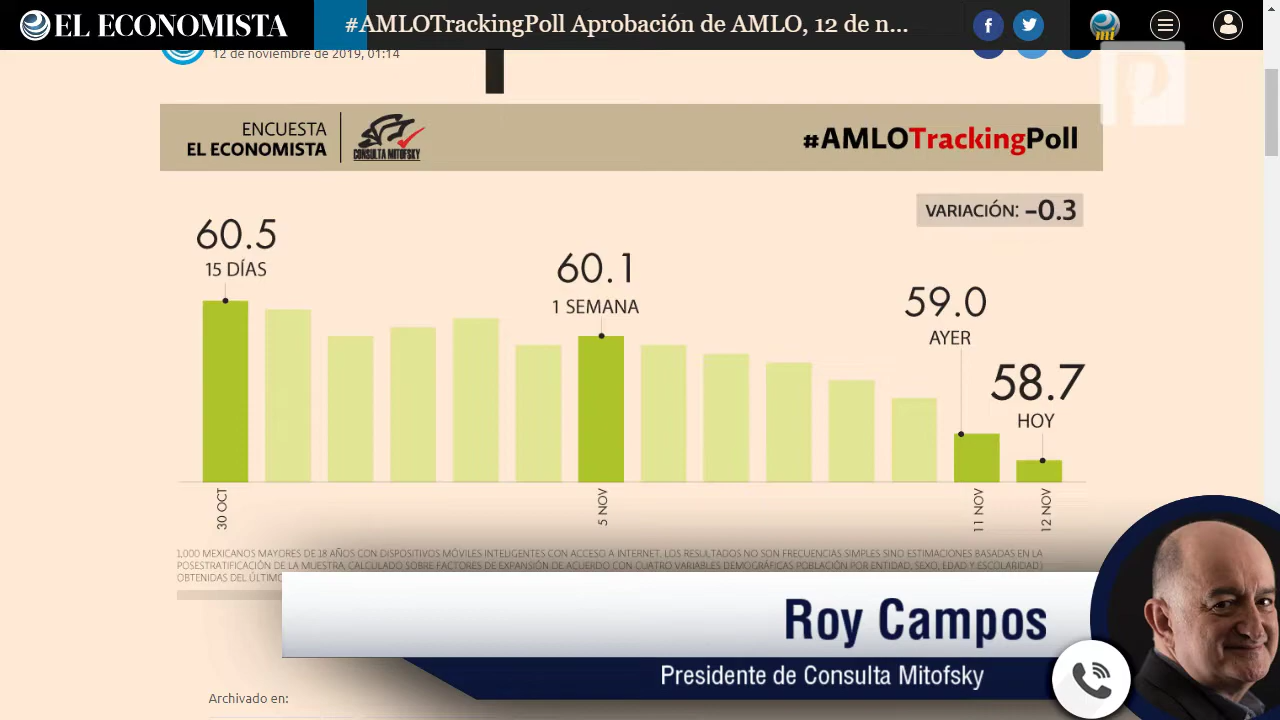 EL ECONOMISTA
#AMLOTrackingPoll Aprobación de AMLO, 12 de n...
12 de noviembre de 2019, 01:14
ENCUESTA
EL ECONOMISTA
CONSULTA MITOFSKY
#AMLOTrackingPoll
VARIACIÓN: -0.3
60.5
15 DÍAS
60.1
1 SEMANA
59.0
AYER
58.7
HOY
30 OCT
5 NOV
11 NOV
12 NOV
1,000 MEXICANOS MAYORES DE 18 AÑOS CON DISPOSITIVOS MÓVILES INTELIGENTES CON ACCESO A INTERNET. LOS RESULTADOS NO SON FRECUENCIAS SIMPLES SINO ESTIMACIONES BASADAS EN LA
POSESTRATIFICACIÓN DE LA MUESTRA, CALCULADO SOBRE FACTORES DE EXPANSIÓN DE ACUERDO CON CUATRO VARIABLES DEMOGRÁFICAS POBLACIÓN POR ENTIDAD, SEXO, EDAD Y ESCOLARIDAD)
OBTENIDAS DEL ÚLTIMO
Roy Campos
Presidente de Consulta Mitofsky
Archivado en: